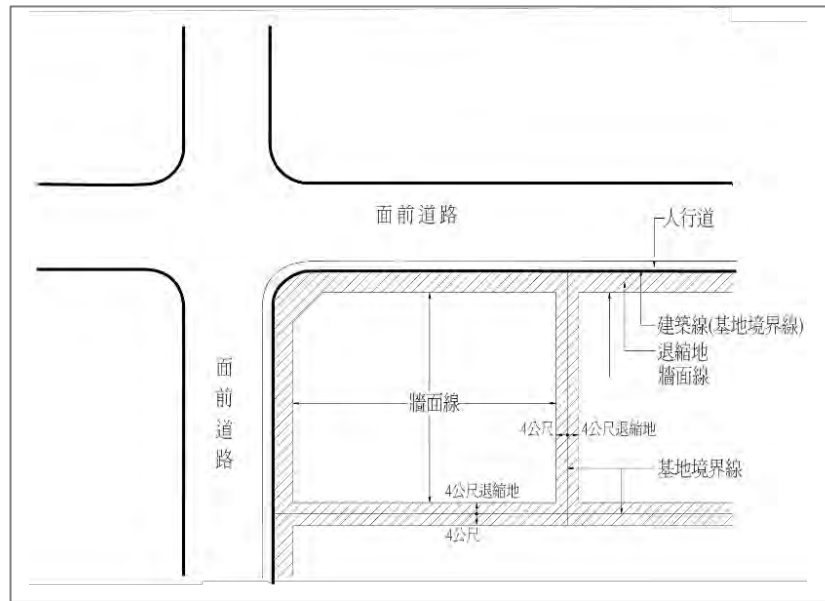 面前道路
人行道
建築線(基地境界線)
退縮地
牆面線
面前道路
牆面線
4公尺
4公尺退縮地
基地境界線
4公尺退縮地
4公尺